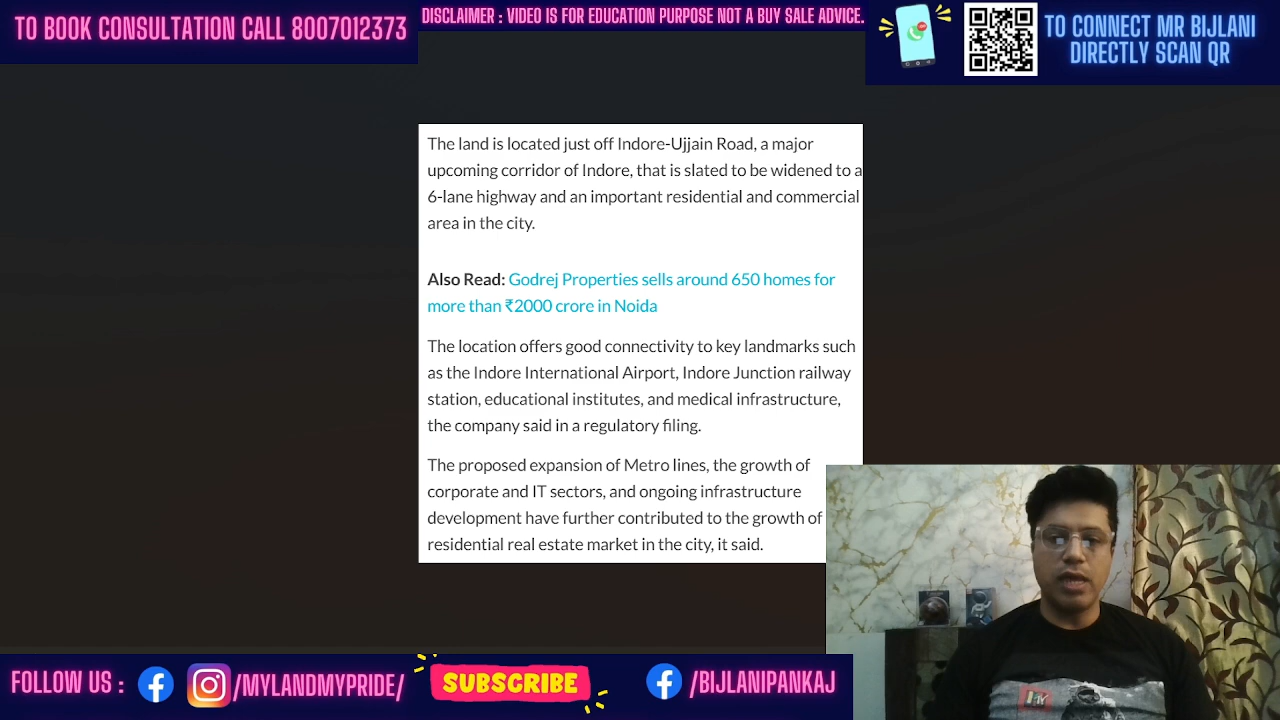 TO BOOK CONSULTATION CALL 8007012373
DISCLAIMER : VIDEO IS FOR EDUCATION PURPOSE NOT A BUY SALE ADVICE.
TO CONNECT MR BIJLANI
DIRECTLY SCAN QR
The land is located just off Indore-Ujjain Road, a major
upcoming corridor of Indore, that is slated to be widened to a
6-lane highway and an important residential and commercial
area in the city.
Also Read: Godrej Properties sells around 650 homes for
more than ₹2000 crore in Noida
The location offers good connectivity to key landmarks such
as the Indore International Airport, Indore Junction railway
station, educational institutes, and medical infrastructure,
the company said in a regulatory filing.
The proposed expansion of Metro lines, the growth of
corporate and IT sectors, and ongoing infrastructure
development have further contributed to the growth of
residential real estate market in the city, it said.
FOLLOW US :
/MYLANDMYPRIDE/
SUBSCRIBE
/BIJLANIPANKAJ